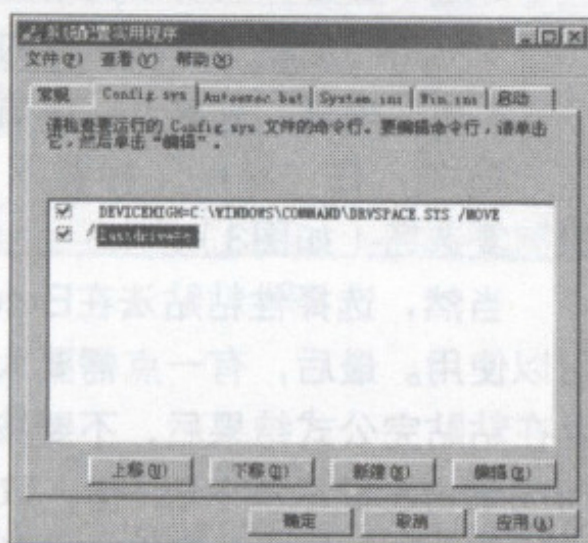 系统配置实用程序
文件(F) 查看(V) 帮助(H)
常规 Config.sys Autoexec.bat System.ini Win.ini 启动
请检查要运行的 Config.sys 文件的命令行。要编辑命令行，请单击
它，然后单击“编辑”。
DEVICEHIGH=C:\WINDOWS\COMMAND\DRVSPACE.SYS /MOVE
上移(U) 下移(D) 新建(N) 编辑(E)
确定 取消 应用(A)